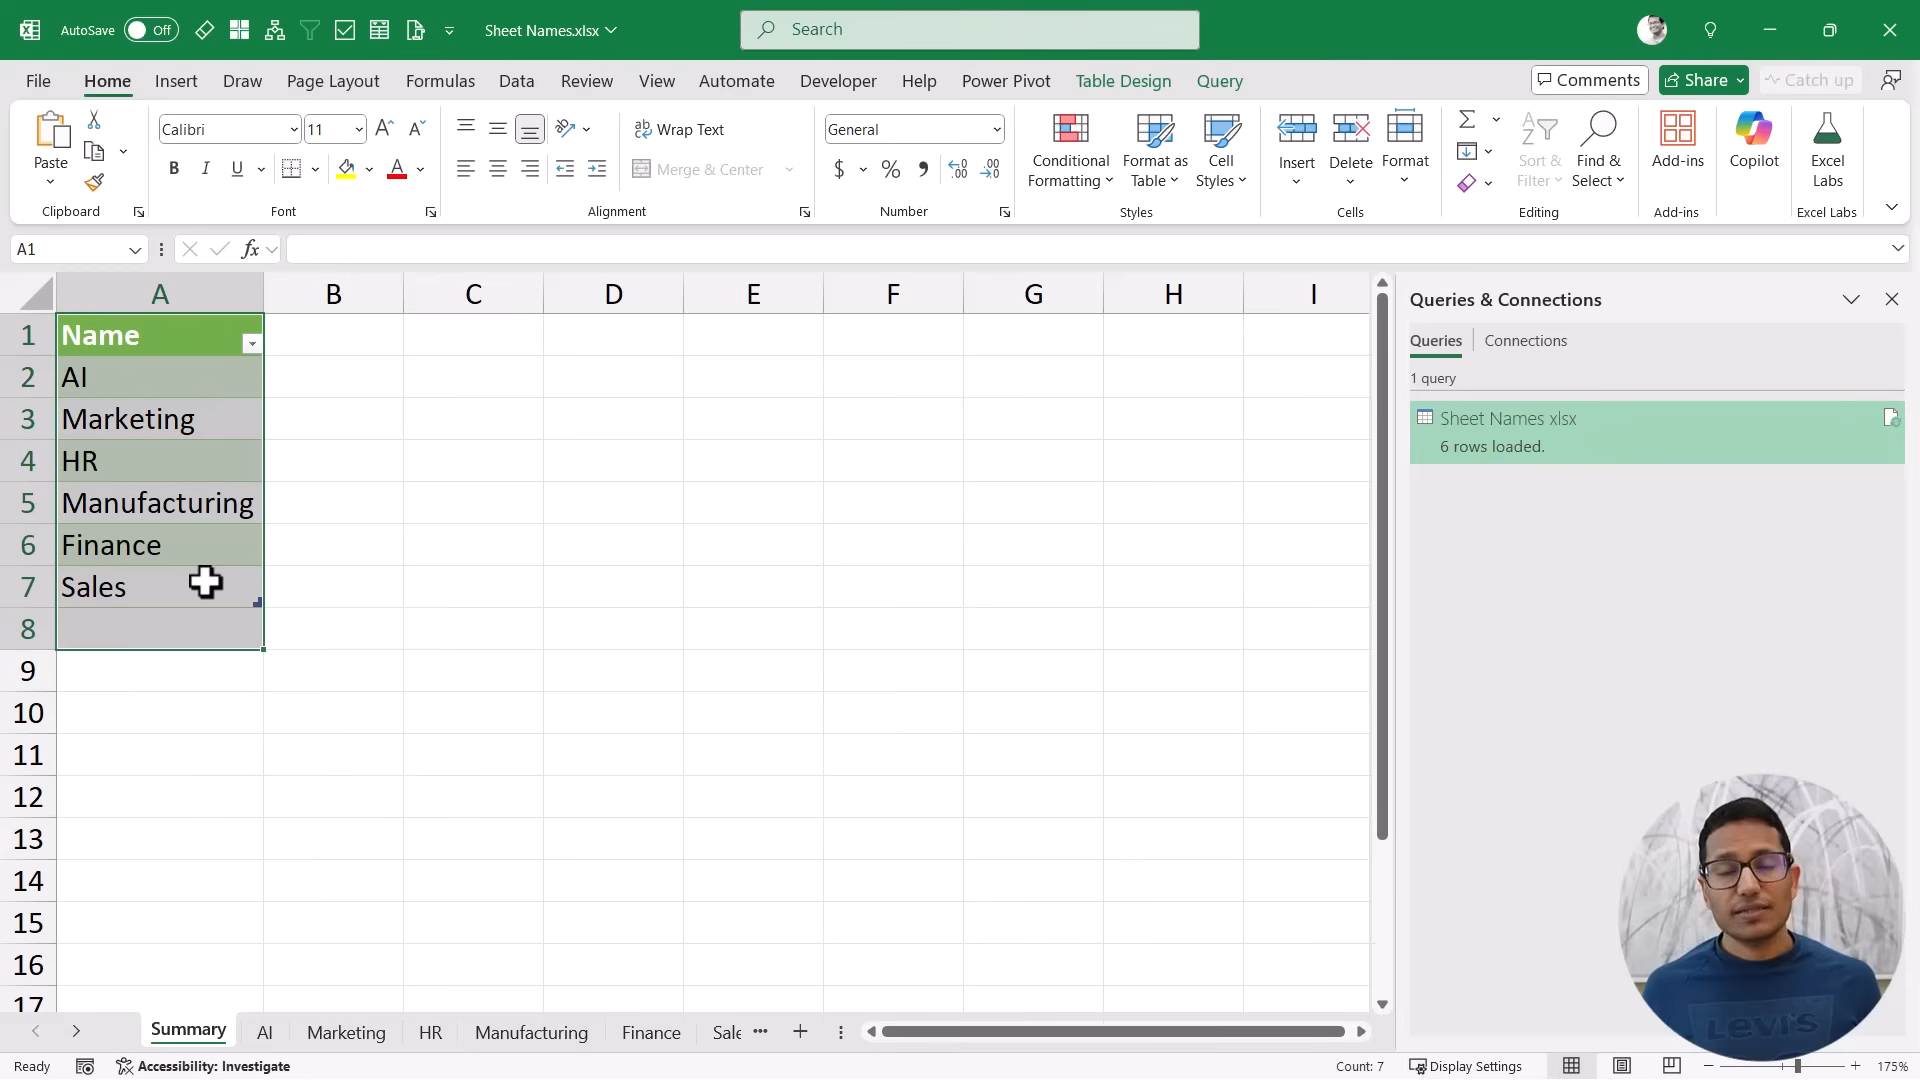 AutoSave Off Sheet Names.xlsx Search
File Home Insert Draw Page Layout Formulas Data Review View Automate Developer Help Power Pivot Table Design Query Comments Share Catch up
Paste
Clipboard
Calibri 11
B I U A
Font
Wrap Text
Merge & Center
Alignment
General
$ % ,
Number
Conditional
Formatting
Format as
Table
Cell
Styles
Styles
Insert
Delete
Format
Cells
Sort &
Filter
Find &
Select
Editing
Add-ins
Add-ins
Copilot
Excel
Labs
Excel Labs
A1 fx
A B C D E F G H I
1 Name
2 AI
3 Marketing
4 HR
5 Manufacturing
6 Finance
7 Sales
8
9
10
11
12
13
14
15
16
17
Queries & Connections
Queries Connections
1 query
Sheet Names xlsx
6 rows loaded.
LEVI'S
Summary AI Marketing HR Manufacturing Finance Sale
Ready Accessibility: Investigate Count: 7 Display Settings 175%